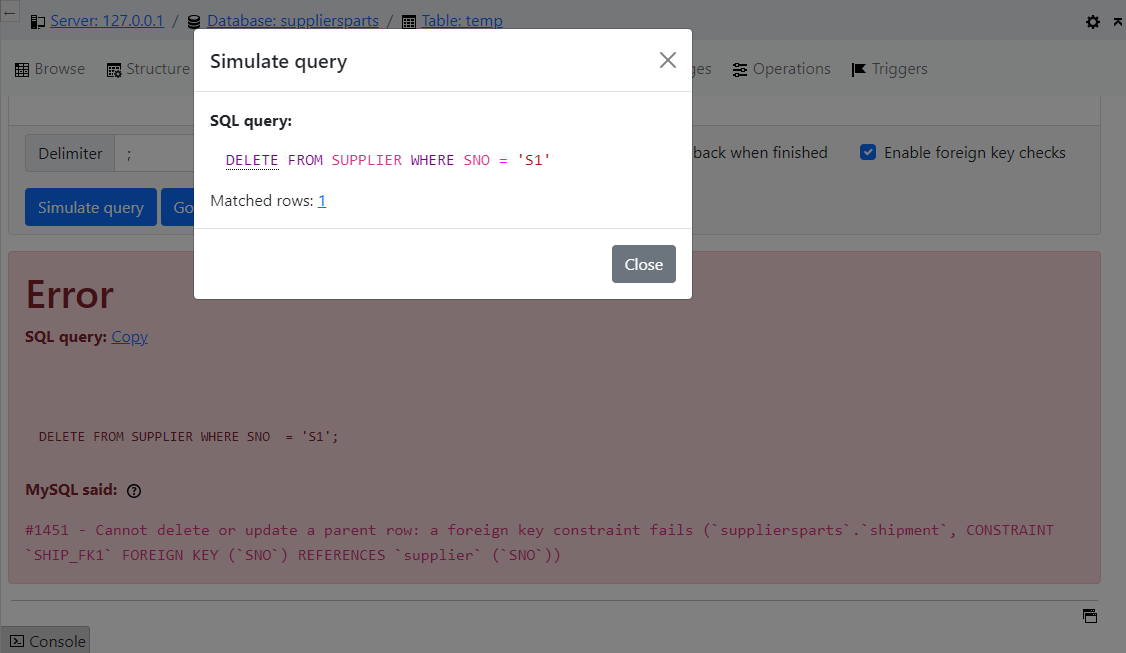 ← Server: 127.0.0.1 / Database: suppliersparts / Table: temp
Simulate query
Browse Structure ges Operations Triggers
SQL query:
Delimiter ; back when finished Enable foreign key checks
DELETE FROM SUPPLIER WHERE SNO = 'S1'
Matched rows: 1
Simulate query Go
Close
Error
SQL query: Copy
DELETE FROM SUPPLIER WHERE SNO  = 'S1';
MySQL said:
#1451 - Cannot delete or update a parent row: a foreign key constraint fails (`suppliersparts`.`shipment`, CONSTRAINT
`SHIP_FK1` FOREIGN KEY (`SNO`) REFERENCES `supplier` (`SNO`))
Console